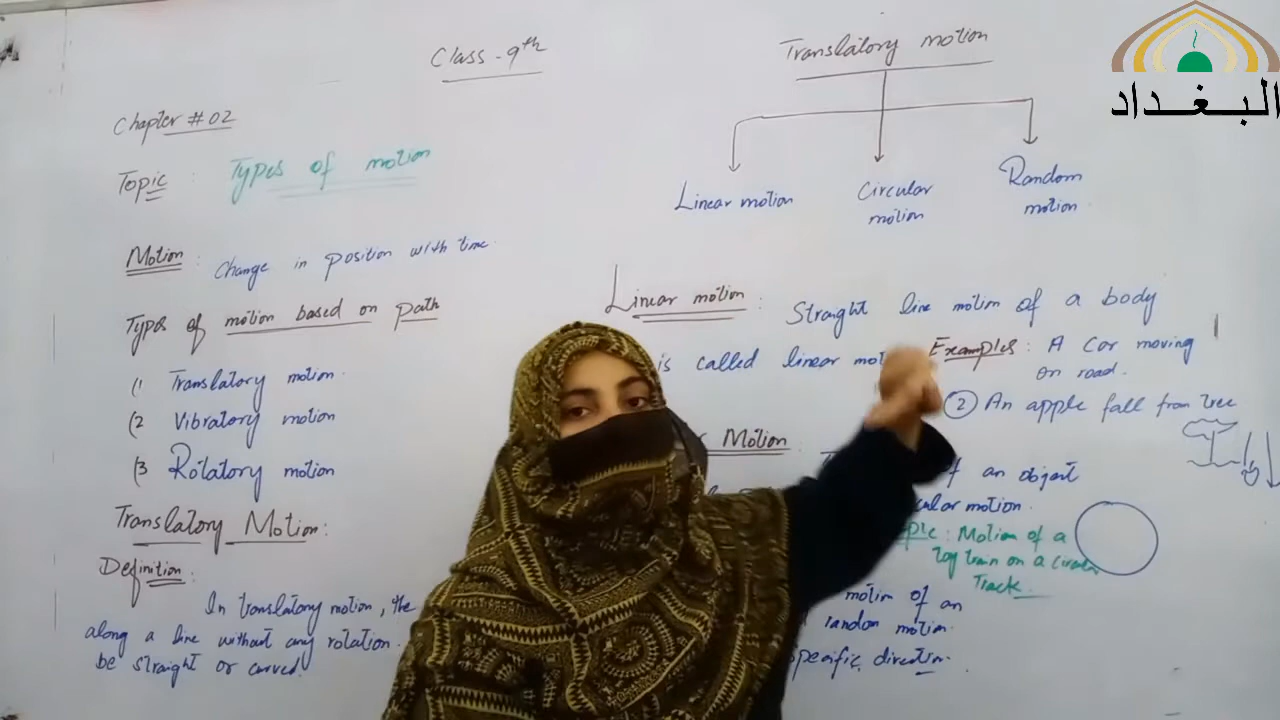 Class - 9th
Chapter # 02
Topic : Types of motion
Motion : Change in position with time
Types of motion based on path
(1 Translatory motion
(2 Vibratory motion
(3 Rotatory motion
Translatory Motion:
Definition:
In translatory motion, the
along a line without any rotation.
be straight or curved.
Translatory motion
Linear motion
Circular motion
Random motion
Linear motion : Straight line motion of a body
is called linear
Examples : A Car moving
on road.
(2) An apple fall from tree
Motion :
of an object
motion.
: Motion of a
Toy train on a circular
Track.
motion of an
random motion.
specific direction.
البغداد